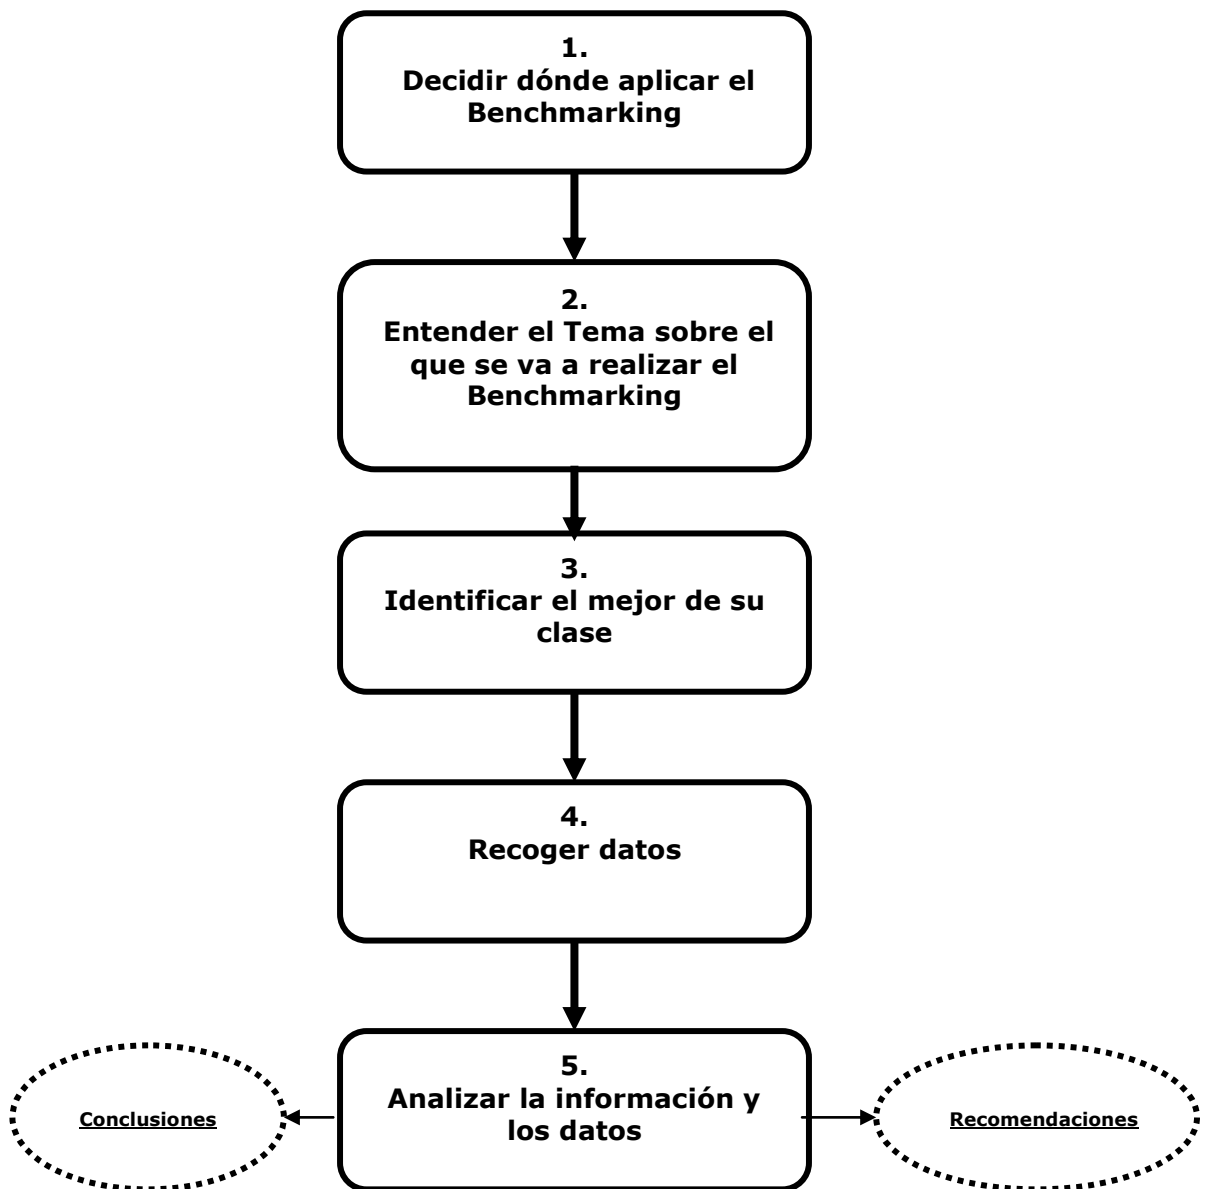 1.
Decidir dónde aplicar el
Benchmarking
2.
Entender el Tema sobre el
que se va a realizar el
Benchmarking
3.
Identificar el mejor de su
clase
4.
Recoger datos
5.
Analizar la información y
los datos
Conclusiones
Recomendaciones